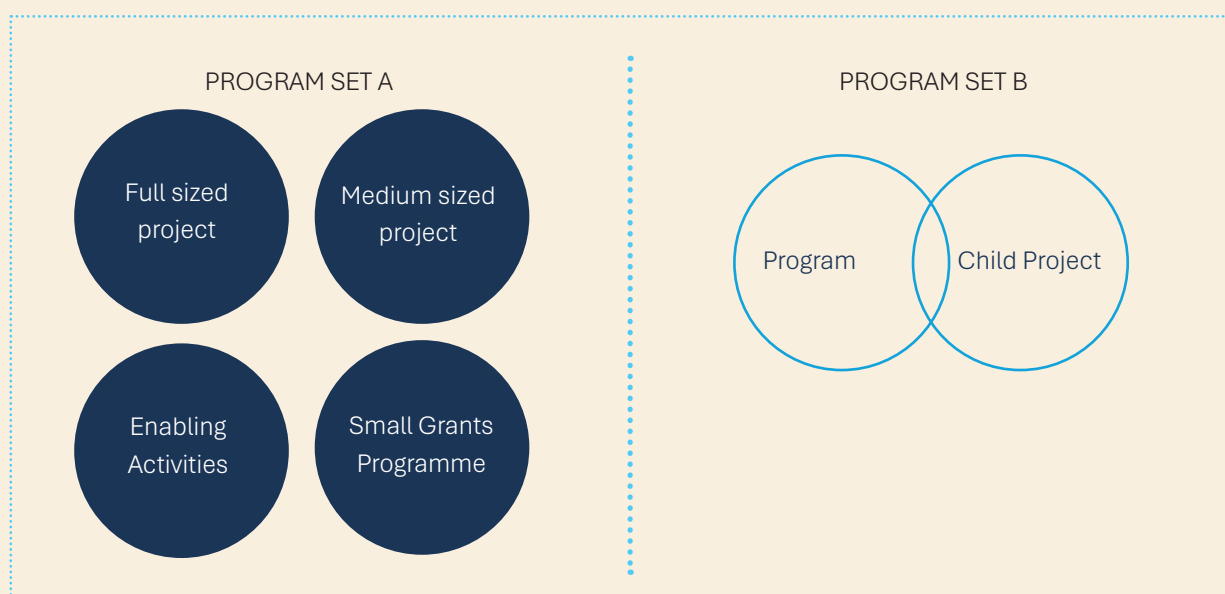 PROGRAM SET A
Full sized
project
Medium sized
project
Enabling
Activities
Small Grants
Programme
PROGRAM SET B
Program
Child Project